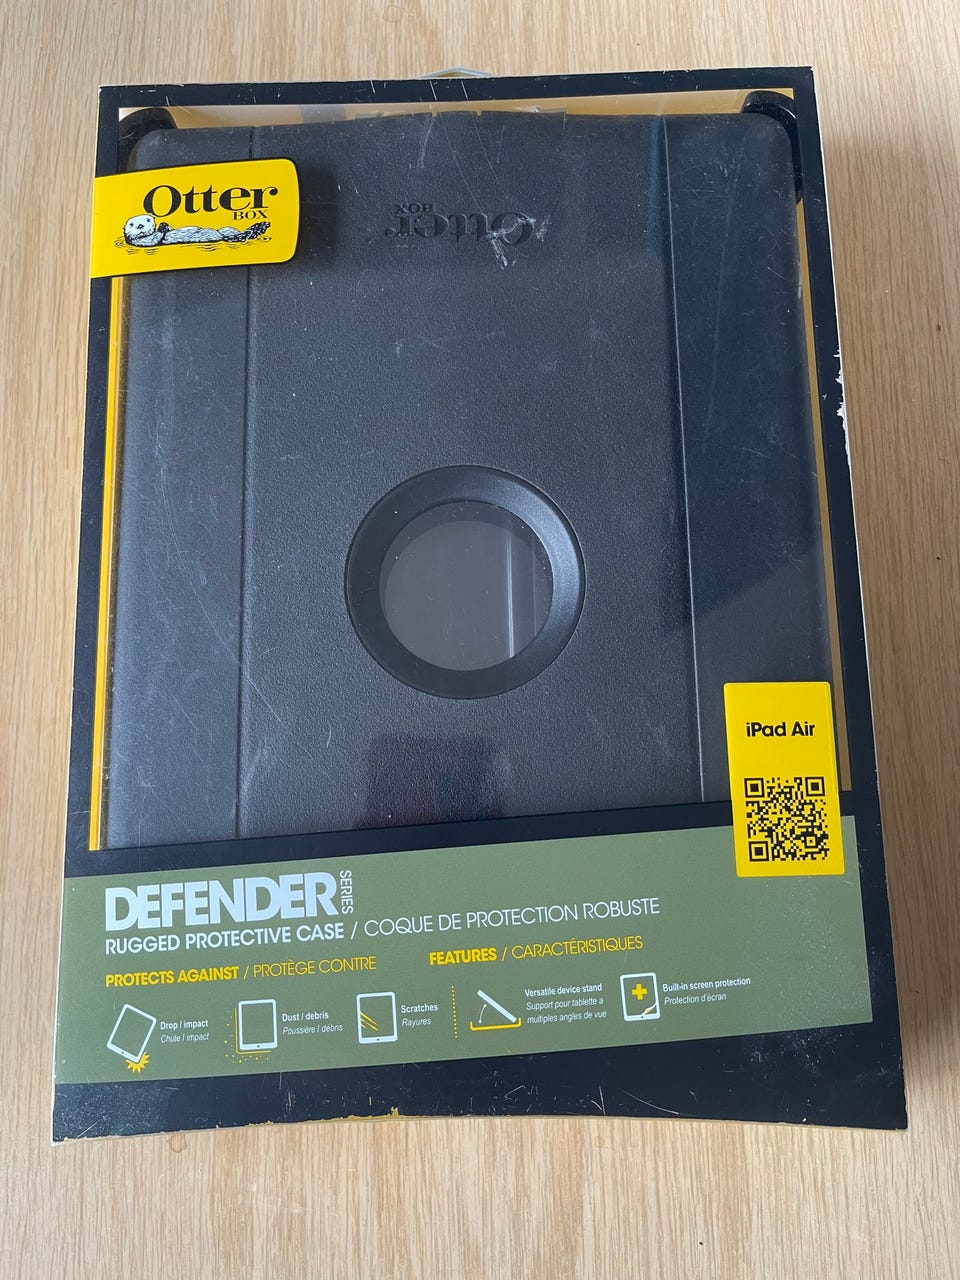 Otter
BOX
Otter
BOX
iPad Air
DEFENDER SERIES
RUGGED PROTECTIVE CASE / COQUE DE PROTECTION ROBUSTE
PROTECTS AGAINST / PROTÈGE CONTRE
FEATURES / CARACTÉRISTIQUES
Drop / impact
Chute / impact
Dust / debris
Poussière / débris
Scratches
Rayures
Versatile device stand
Support pour tablette a
multiples angles de vue
Built-in screen protection
Protection d'écran